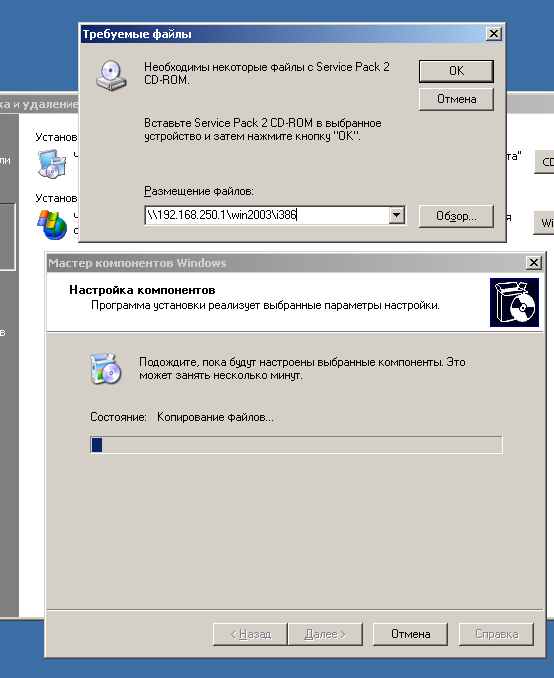 Требуемые файлы
Необходимы некоторые файлы с Service Pack 2
CD-ROM.
OK
Отмена
Вставьте Service Pack 2 CD-ROM в выбранное
устройство и затем нажмите кнопку "OK".
Размещение файлов:
\\192.168.250.1\win2003\i386
Обзор...
ка и удаление
Установ
та"
CD
Установ
я
Wi
ли
в
Мастер компонентов Windows
Настройка компонентов
Программа установки реализует выбранные параметры настройки.
Подождите, пока будут настроены выбранные компоненты. Это
может занять несколько минут.
Состояние: Копирование файлов...
< Назад
Далее >
Отмена
Справка